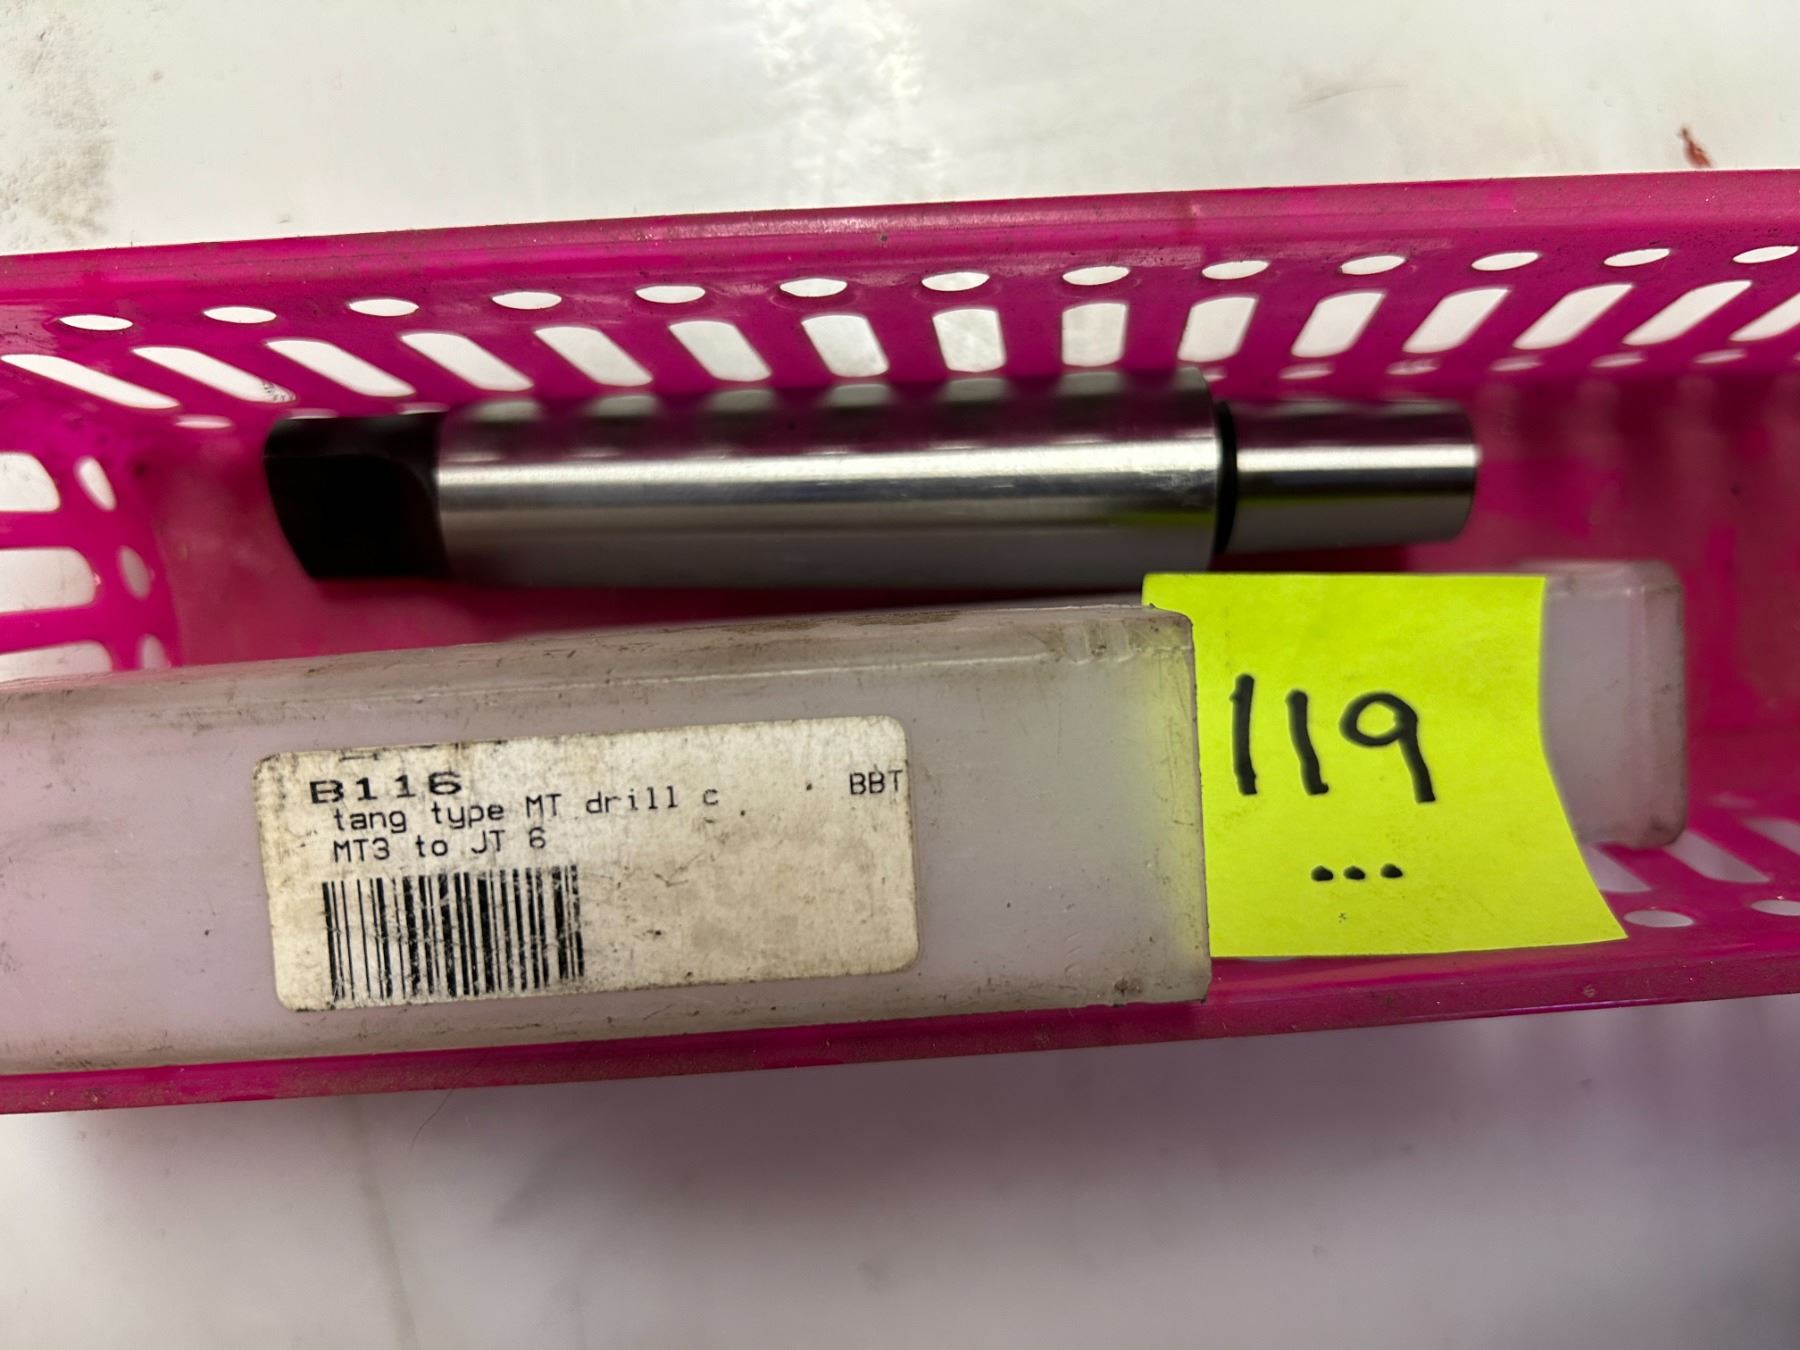 B116
tang type MT drill c BBT
MT3 to JT 6
119
...